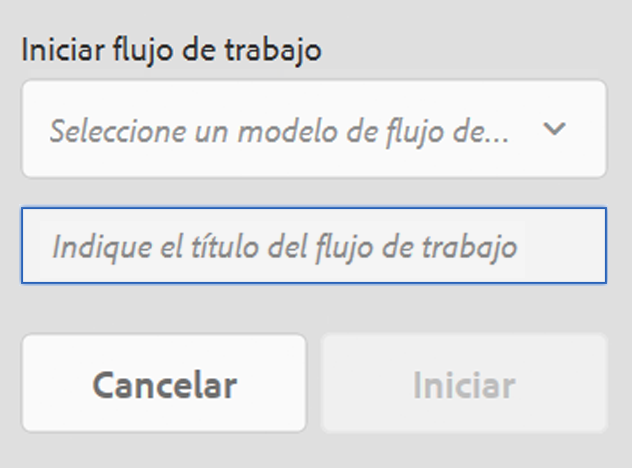 Iniciar flujo de trabajo
Seleccione un modelo de flujo de...
Indique el título del flujo de trabajo
Cancelar
Iniciar